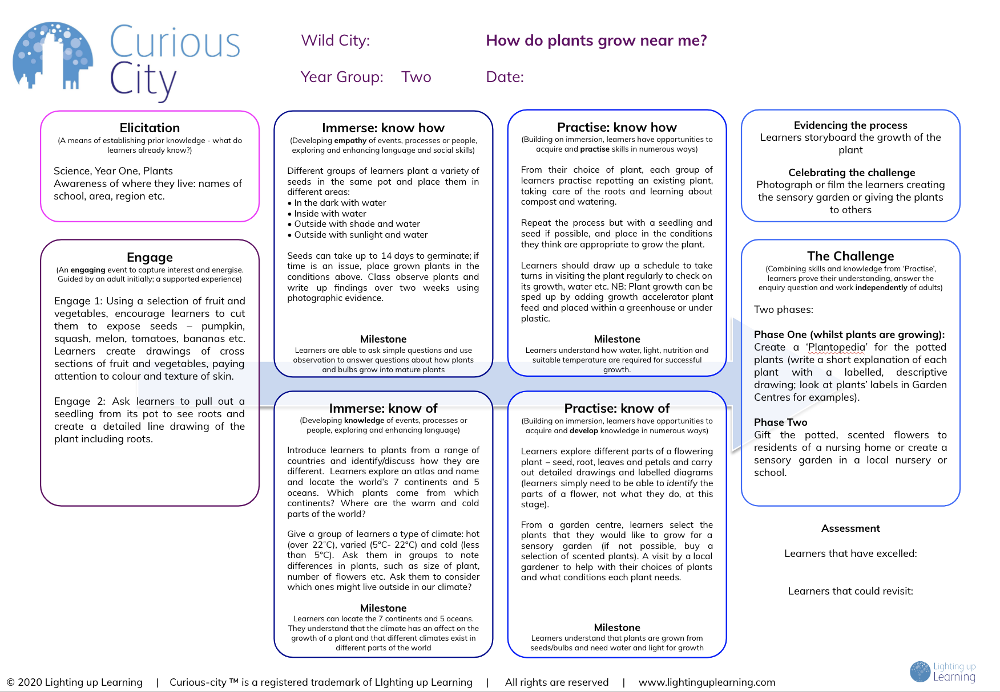 Curious
City
Wild City:
How do plants grow near me?
Year Group: Two
Date:
Elicitation
(A means of establishing prior knowledge - what do
learners already know?)
Science, Year One, Plants
Awareness of where they live: names of
school, area, region etc.
Engage
(An engaging event to capture interest and energise.
Guided by an adult initially; a supported experience)
Engage 1: Using a selection of fruit and
vegetables, encourage learners to cut
them to expose seeds – pumpkin,
squash, melon, tomatoes, bananas etc.
Learners create drawings of cross
sections of fruit and vegetables, paying
attention to colour and texture of skin.
Engage 2: Ask learners to pull out a
seedling from its pot to see roots and
create a detailed line drawing of the
plant including roots.
Immerse: know how
(Developing empathy of events, processes or people,
exploring and enhancing language and social skills)
Different groups of learners plant a variety of
seeds in the same pot and place them in
different areas:
• In the dark with water
• Inside with water
• Outside with shade and water
• Outside with sunlight and water
Seeds can take up to 14 days to germinate; if
time is an issue, place grown plants in the
conditions above. Class observe plants and
write up findings over two weeks using
photographic evidence.
Milestone
Learners are able to ask simple questions and use
observation to answer questions about how plants
and bulbs grow into mature plants
Immerse: know of
(Developing knowledge of events, processes or
people, exploring and enhancing language)
Introduce learners to plants from a range of
countries and identify/discuss how they are
different. Learners explore an atlas and name
and locate the world's 7 continents and 5
oceans. Which plants come from which
continents? Where are the warm and cold
parts of the world?
Give a group of learners a type of climate: hot
(over 22°C), varied (5°C- 22°C) and cold (less
than 5°C). Ask them in groups to note
differences in plants, such as size of plant,
number of flowers etc. Ask them to consider
which ones might live outside in our climate?
Milestone
Learners can locate the 7 continents and 5 oceans.
They understand that the climate has an affect on the
growth of a plant and that different climates exist in
different parts of the world
Practise: know how
(Building on immersion, learners have opportunities to
acquire and practise skills in numerous ways)
From their choice of plant, each group of
learners practise repotting an existing plant,
taking care of the roots and learning about
compost and watering.
Repeat the process but with a seedling and
seed if possible, and place in the conditions
they think are appropriate to grow the plant.
Learners should draw up a schedule to take
turns in visiting the plant regularly to check on
its growth, water etc. NB: Plant growth can be
sped up by adding growth accelerator plant
feed and placed within a greenhouse or under
plastic.
Milestone
Learners understand how water, light, nutrition and
suitable temperature are required for successful
growth.
Practise: know of
(Building on immersion, learners have opportunities to
acquire and develop knowledge in numerous ways)
Learners explore different parts of a flowering
plant – seed, root, leaves and petals and carry
out detailed drawings and labelled diagrams
(learners simply need to be able to identify the
parts of a flower, not what they do, at this
stage).
From a garden centre, learners select the
plants that they would like to grow for a
sensory garden (if not possible, buy a
selection of scented plants). A visit by a local
gardener to help with their choices of plants
and what conditions each plant needs.
Milestone
Learners understand that plants are grown from
seeds/bulbs and need water and light for growth
Evidencing the process
Learners storyboard the growth of the
plant
Celebrating the challenge
Photograph or film the learners creating
the sensory garden or giving the plants
to others
The Challenge
(Combining skills and knowledge from 'Practise',
learners prove their understanding, answer the
enquiry question and work independently of adults)
Two phases:
Phase One (whilst plants are growing):
Create a 'Plantopedia' for the potted
plants (write a short explanation of each
plant with a labelled, descriptive
drawing; look at plants' labels in Garden
Centres for examples).
Phase Two
Gift the potted, scented flowers to
residents of a nursing home or create a
sensory garden in a local nursery or
school.
Assessment
Learners that have excelled:
Learners that could revisit:
Lighting up
Learning
© 2020 Lighting up Learning | Curious-city ™ is a registered trademark of LIghting up Learning | All rights are reserved | www.lightinguplearning.com